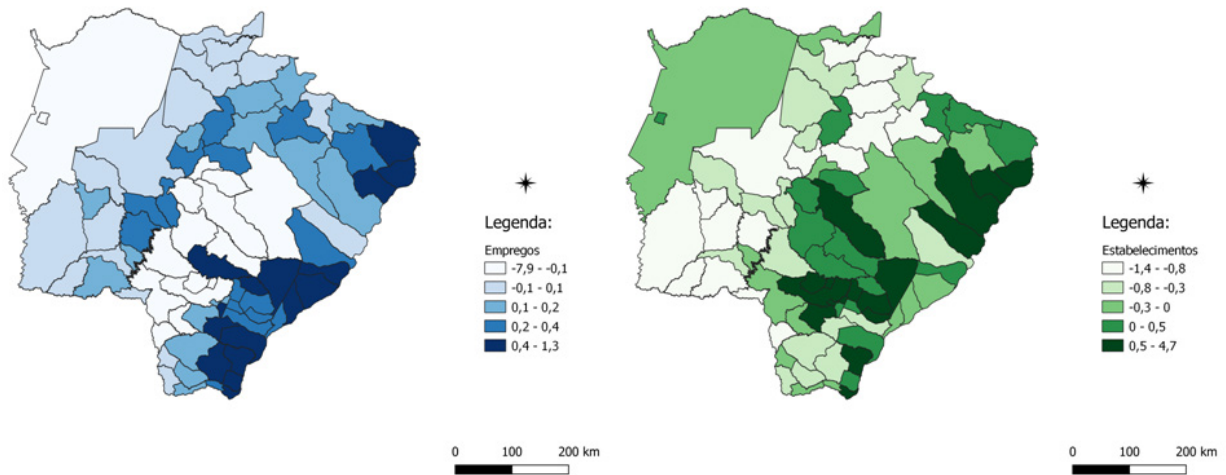 Legenda:
Empregos
-7,9 - -0,1
-0,1 - 0,1
0,1 - 0,2
0,2 - 0,4
0,4 - 1,3
0 100 200 km
Legenda:
Estabelecimentos
-1,4 - -0,8
-0,8 - -0,3
-0,3 - 0
0 - 0,5
0,5 - 4,7
0 100 200 km